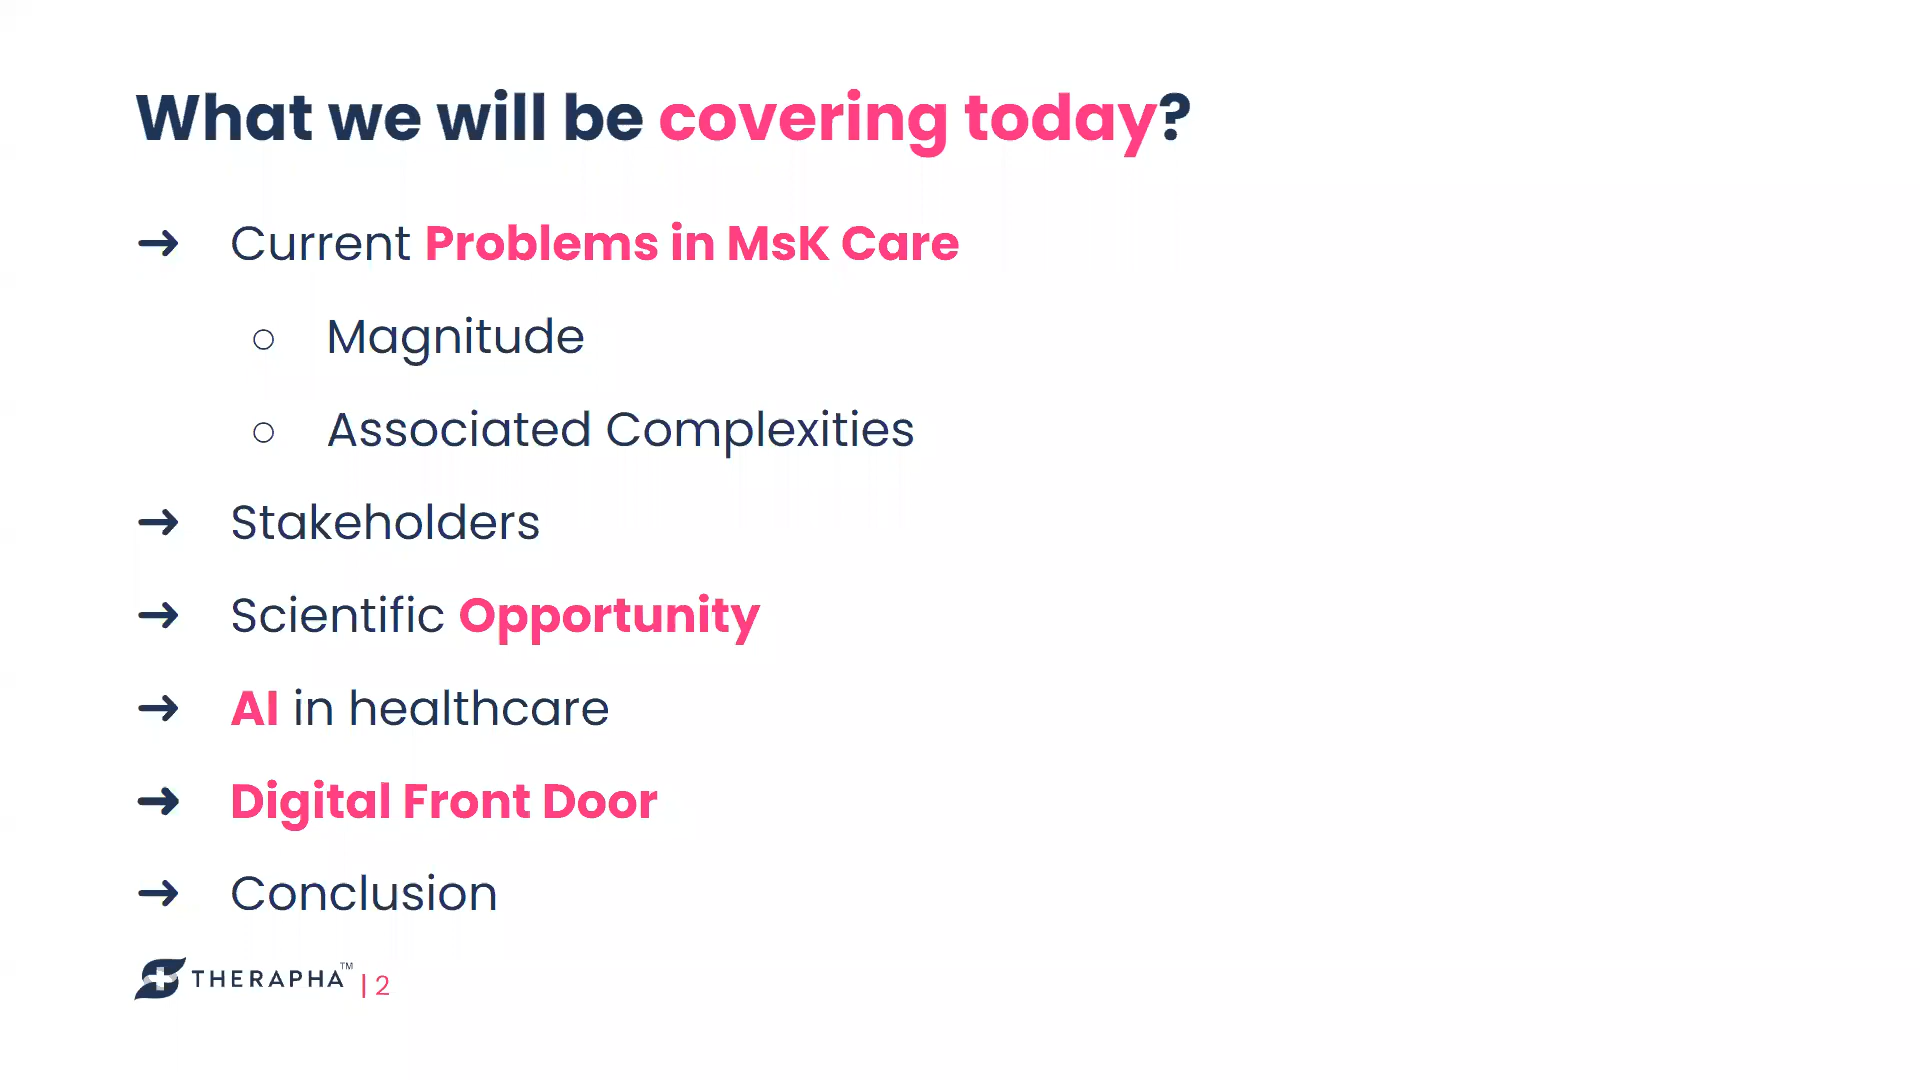 What we will be covering today?
➔ Current Problems in MsK Care
○ Magnitude
○ Associated Complexities
➔ Stakeholders
➔ Scientific Opportunity
➔ AI in healthcare
➔ Digital Front Door
➔ Conclusion
THERAPHA™ | 2